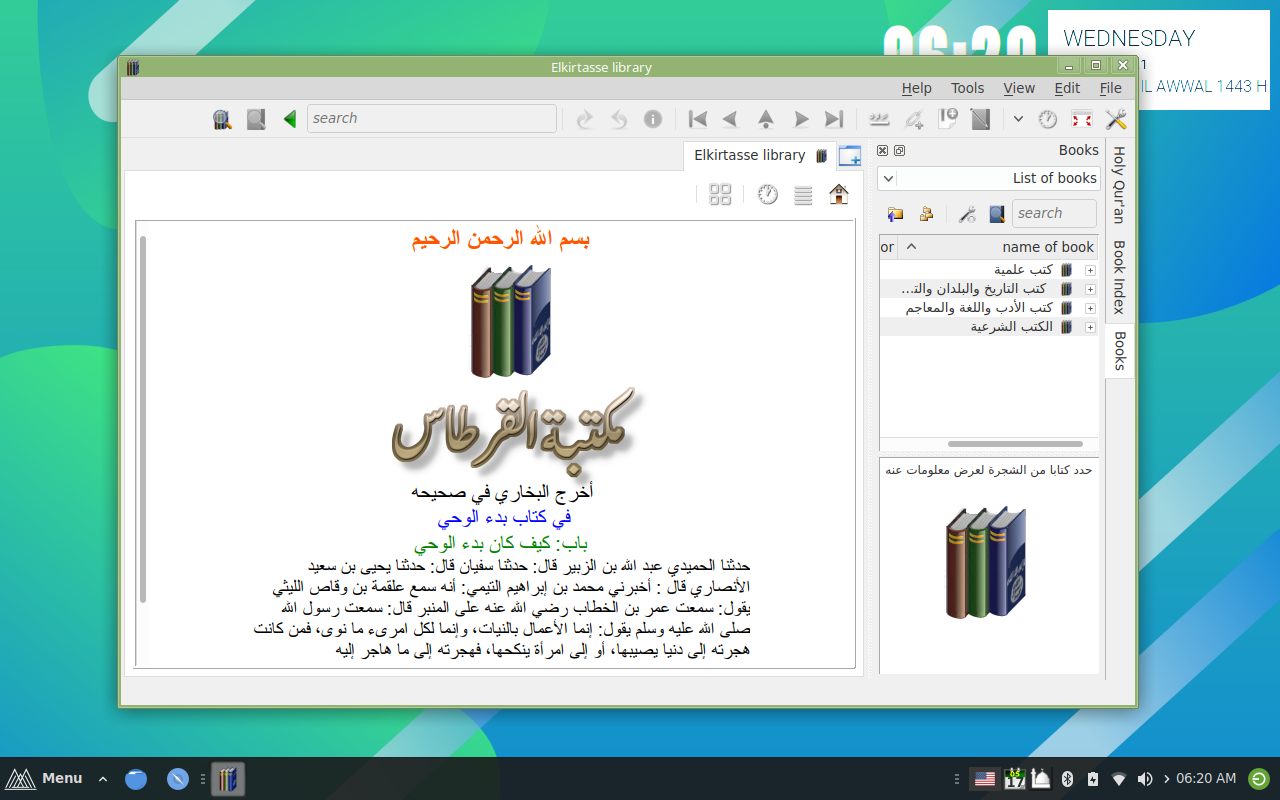 06:20
WEDNESDAY
1
IL AWWAL 1443 H
Elkirtasse library
Help Tools View Edit File
search
Elkirtasse library
Books
List of books
search
or name of book
كتب علمية
كتب التاريخ والبلدان والتر...
كتب الأدب واللغة والمعاجم
الكتب الشرعية
حدد كتابا من الشجرة لعرض معلومات عنه
Holy Qur'an
Book Index
Books
بسم الله الرحمن الرحيم
مكتبة القرطاس
أخرج البخاري في صحيحه
في كتاب بدء الوحي
باب: كيف كان بدء الوحي
حدثنا الحميدي عبد الله بن الزبير قال: حدثنا سفيان قال: حدثنا يحيى بن سعيد
الأنصاري قال : أخبرني محمد بن إبراهيم التيمي: أنه سمع علقمة بن وقاص الليثي
يقول: سمعت عمر بن الخطاب رضي الله عنه على المنبر قال: سمعت رسول الله
صلى الله عليه وسلم يقول: إنما الأعمال بالنيات، وإنما لكل امرىء ما نوى، فمن كانت
هجرته إلى دنيا يصيبها، أو إلى امرأة ينكحها، فهجرته إلى ما هاجر إليه
Menu
05
17
06:20 AM